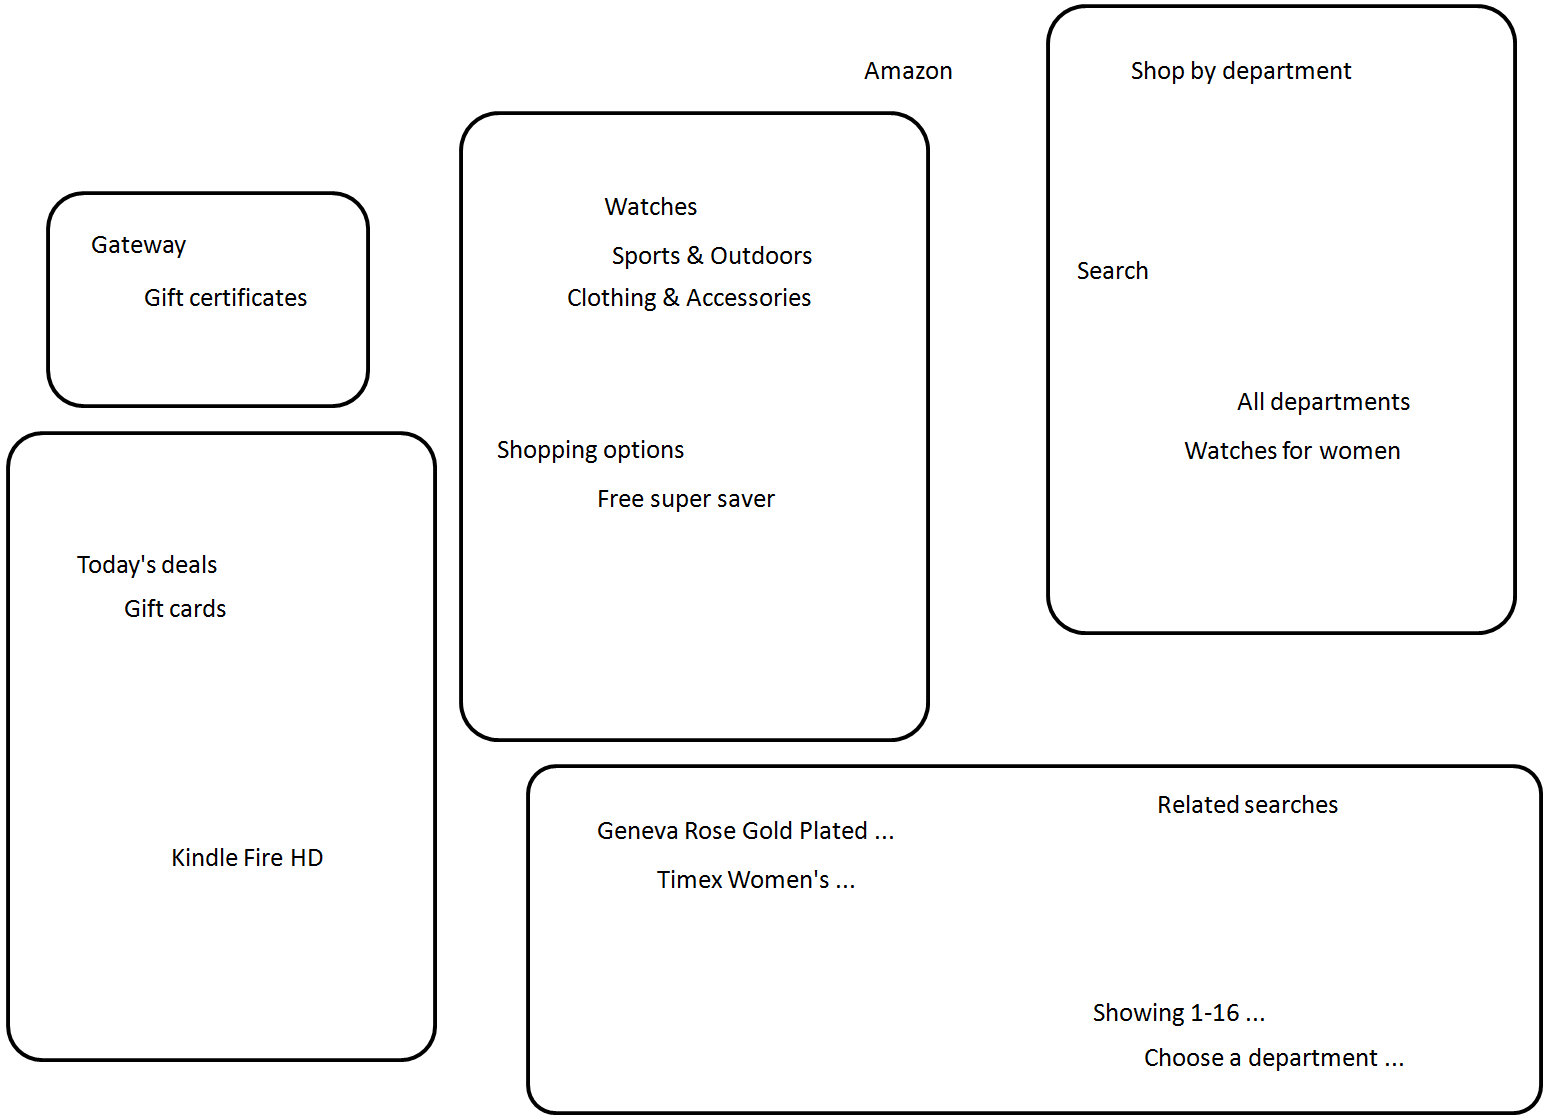 Amazon
Shop by department
Search
All departments
Watches for women
Watches
Sports & Outdoors
Clothing & Accessories
Shopping options
Free super saver
Gateway
Gift certificates
Today's deals
Gift cards
Kindle Fire HD
Geneva Rose Gold Plated ...
Timex Women's ...
Related searches
Showing 1-16 ...
Choose a department ...